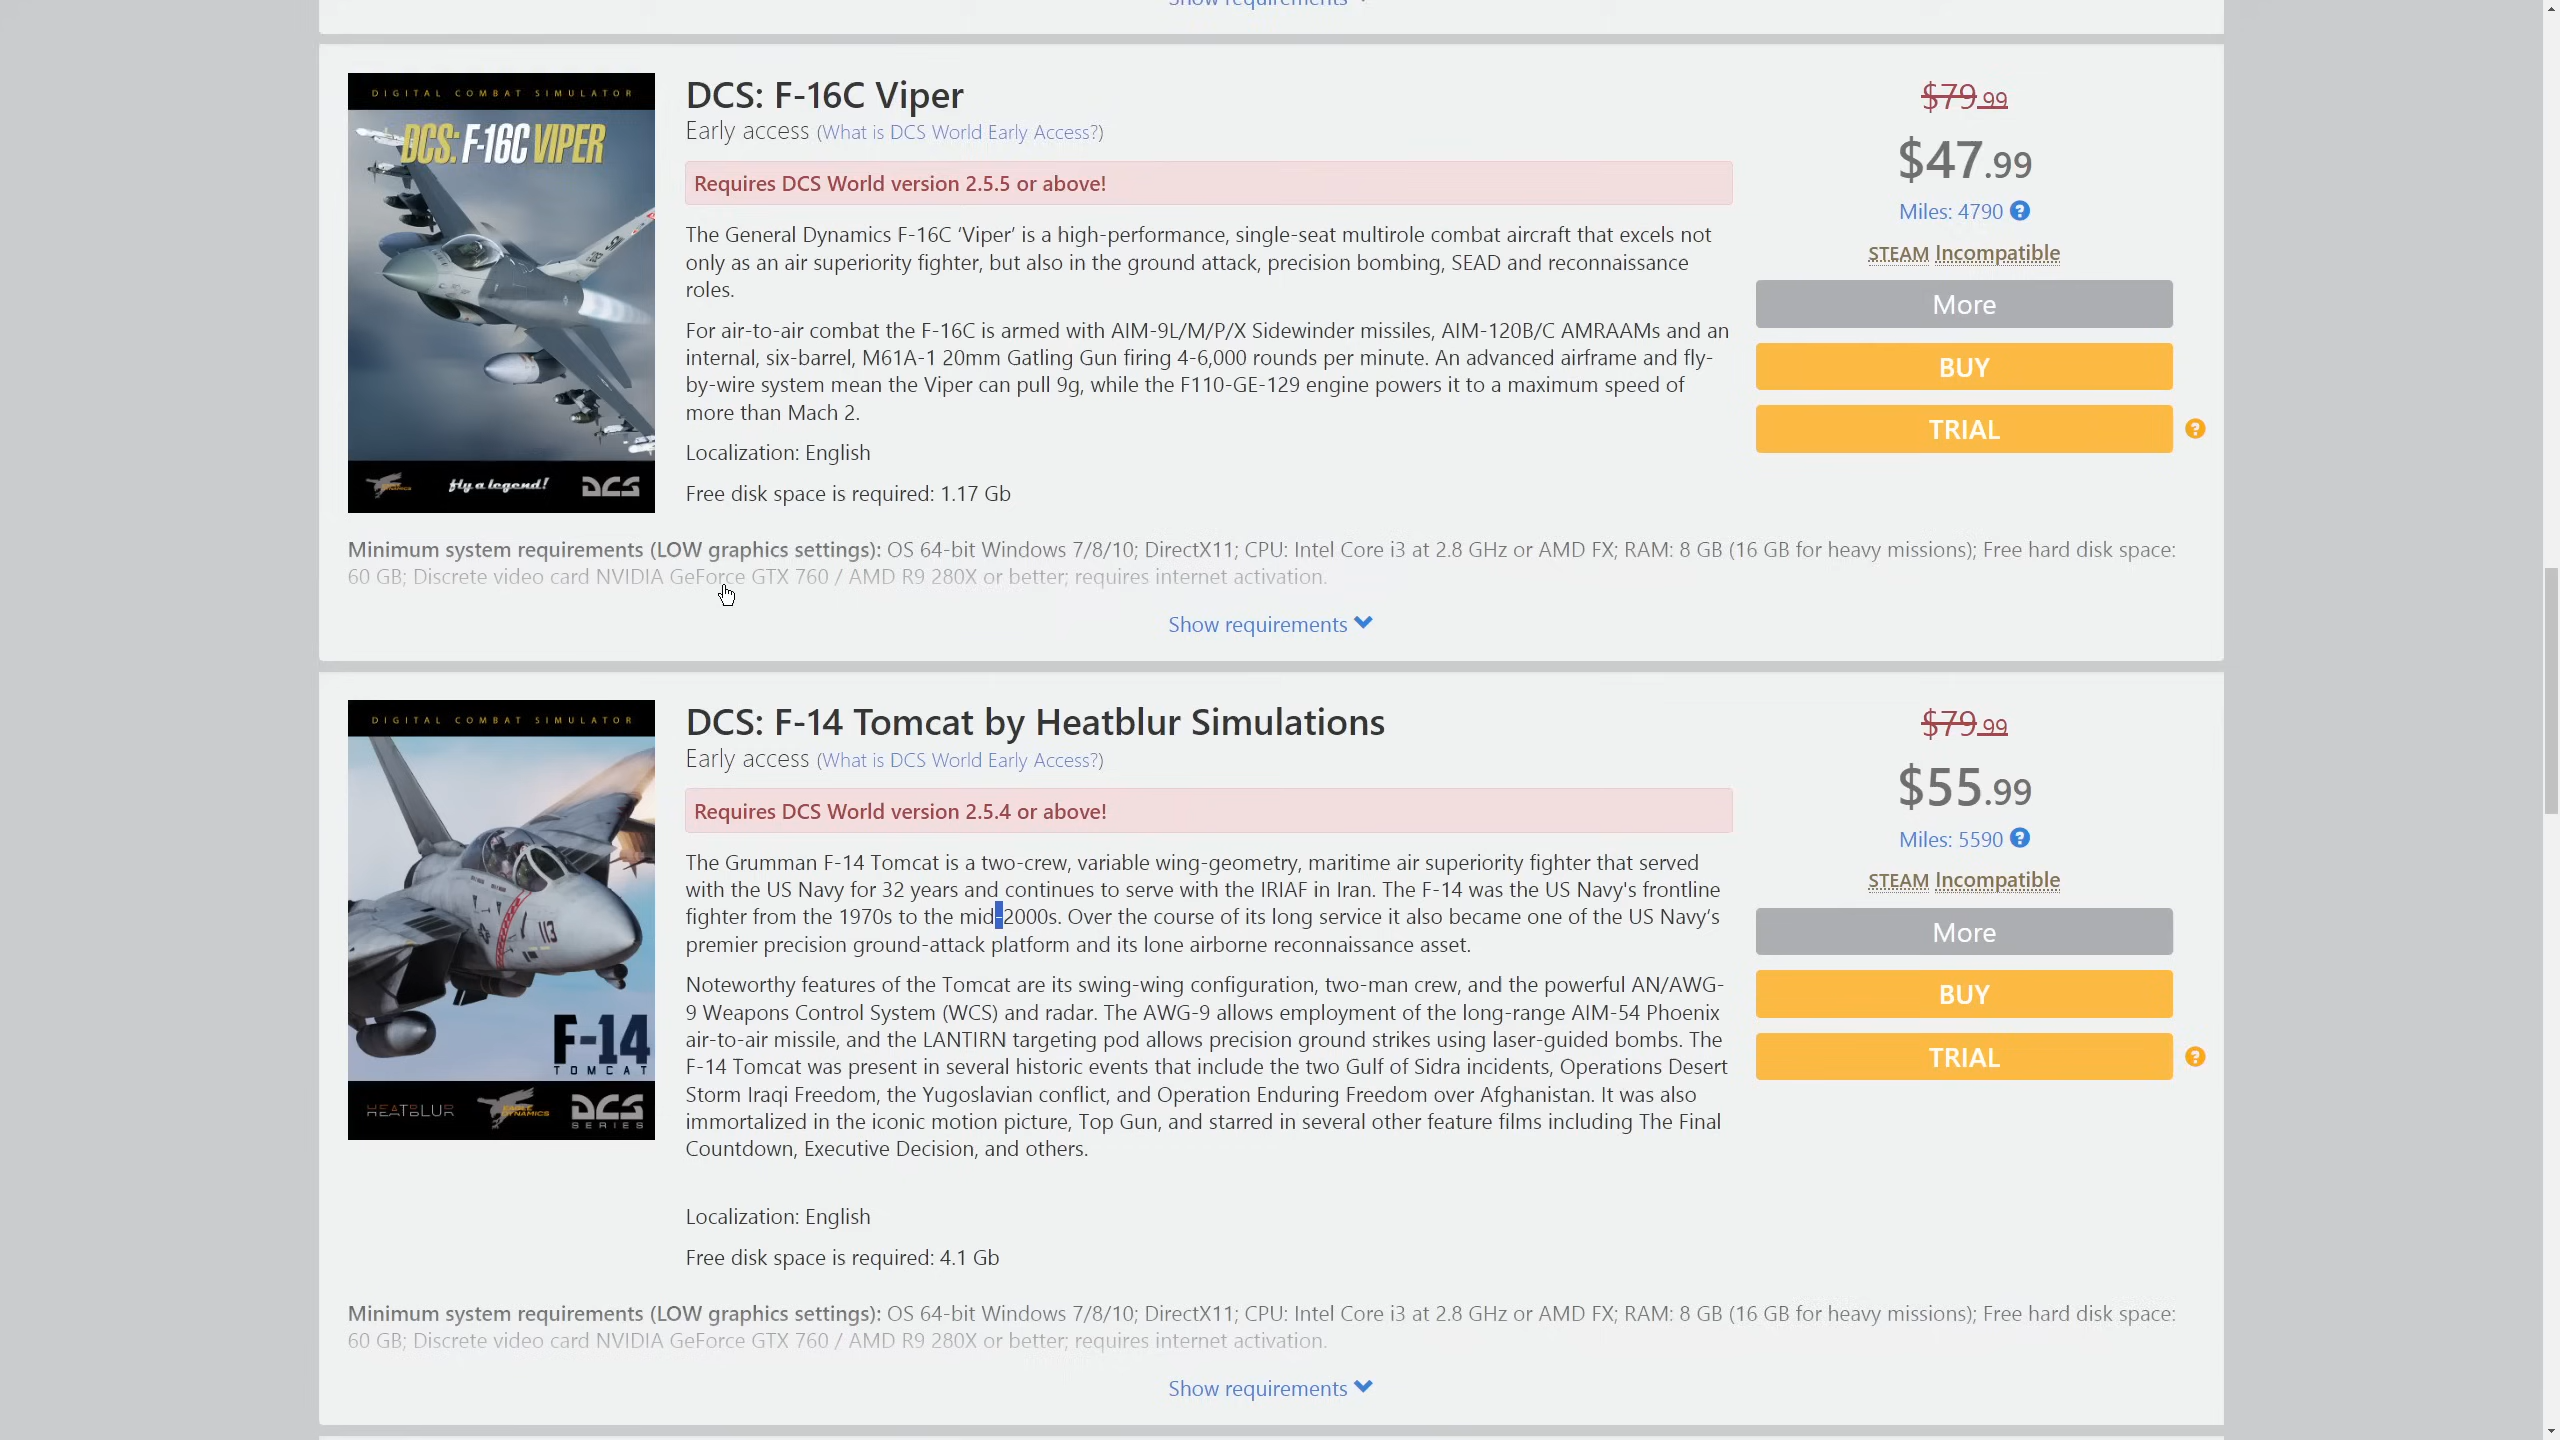 Show requirements
DIGITAL COMBAT SIMULATOR
DCS: F-16C VIPER
fly a legend!
DCS
DCS: F-16C Viper
Early access (What is DCS World Early Access?)
Requires DCS World version 2.5.5 or above!
The General Dynamics F-16C ‘Viper’ is a high-performance, single-seat multirole combat aircraft that excels not
only as an air superiority fighter, but also in the ground attack, precision bombing, SEAD and reconnaissance
roles.
For air-to-air combat the F-16C is armed with AIM-9L/M/P/X Sidewinder missiles, AIM-120B/C AMRAAMs and an
internal, six-barrel, M61A-1 20mm Gatling Gun firing 4-6,000 rounds per minute. An advanced airframe and fly-
by-wire system mean the Viper can pull 9g, while the F110-GE-129 engine powers it to a maximum speed of
more than Mach 2.
Localization: English
Free disk space is required: 1.17 Gb
$79.99
$47.99
Miles: 4790
STEAM Incompatible
More
BUY
TRIAL
Minimum system requirements (LOW graphics settings): OS 64-bit Windows 7/8/10; DirectX11; CPU: Intel Core i3 at 2.8 GHz or AMD FX; RAM: 8 GB (16 GB for heavy missions); Free hard disk space:
60 GB; Discrete video card NVIDIA GeForce GTX 760 / AMD R9 280X or better; requires internet activation.
Show requirements
DIGITAL COMBAT SIMULATOR
113
F-14
TOMCAT
HEATBLUR
EAGLE DYNAMICS
DCS
SERIES
DCS: F-14 Tomcat by Heatblur Simulations
Early access (What is DCS World Early Access?)
Requires DCS World version 2.5.4 or above!
The Grumman F-14 Tomcat is a two-crew, variable wing-geometry, maritime air superiority fighter that served
with the US Navy for 32 years and continues to serve with the IRIAF in Iran. The F-14 was the US Navy's frontline
fighter from the 1970s to the mid-2000s. Over the course of its long service it also became one of the US Navy’s
premier precision ground-attack platform and its lone airborne reconnaissance asset.
Noteworthy features of the Tomcat are its swing-wing configuration, two-man crew, and the powerful AN/AWG-
9 Weapons Control System (WCS) and radar. The AWG-9 allows employment of the long-range AIM-54 Phoenix
air-to-air missile, and the LANTIRN targeting pod allows precision ground strikes using laser-guided bombs. The
F-14 Tomcat was present in several historic events that include the two Gulf of Sidra incidents, Operations Desert
Storm Iraqi Freedom, the Yugoslavian conflict, and Operation Enduring Freedom over Afghanistan. It was also
immortalized in the iconic motion picture, Top Gun, and starred in several other feature films including The Final
Countdown, Executive Decision, and others.
Localization: English
Free disk space is required: 4.1 Gb
$79.99
$55.99
Miles: 5590
STEAM Incompatible
More
BUY
TRIAL
Minimum system requirements (LOW graphics settings): OS 64-bit Windows 7/8/10; DirectX11; CPU: Intel Core i3 at 2.8 GHz or AMD FX; RAM: 8 GB (16 GB for heavy missions); Free hard disk space:
60 GB; Discrete video card NVIDIA GeForce GTX 760 / AMD R9 280X or better; requires internet activation.
Show requirements